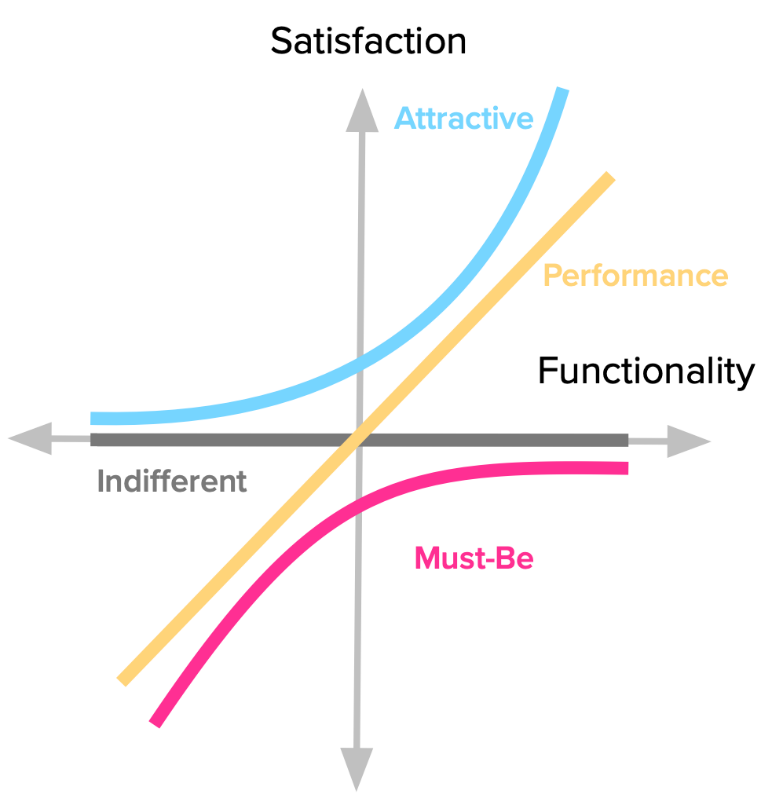 Satisfaction
Attractive
Performance
Functionality
Indifferent
Must-Be